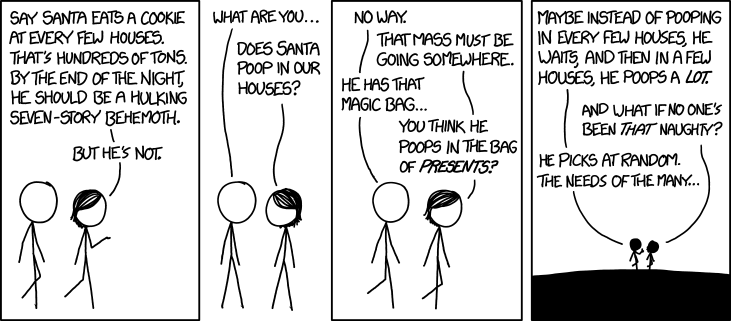 SAY SANTA EATS A COOKIE
AT EVERY FEW HOUSES.
THAT'S HUNDREDS OF TONS.
BY THE END OF THE NIGHT,
HE SHOULD BE A HULKING
SEVEN-STORY BEHEMOTH.
BUT HE'S NOT.
WHAT ARE YOU...
DOES SANTA
POOP IN OUR
HOUSES?
NO WAY.
THAT MASS MUST BE
GOING SOMEWHERE.
HE HAS THAT
MAGIC BAG...
YOU THINK HE
POOPS IN THE BAG
OF PRESENTS?
MAYBE INSTEAD OF POOPING
IN EVERY FEW HOUSES, HE
WAITS, AND THEN IN A FEW
HOUSES, HE POOPS A LOT.
AND WHAT IF NO ONE'S
BEEN THAT NAUGHTY?
HE PICKS AT RANDOM.
THE NEEDS OF THE MANY...